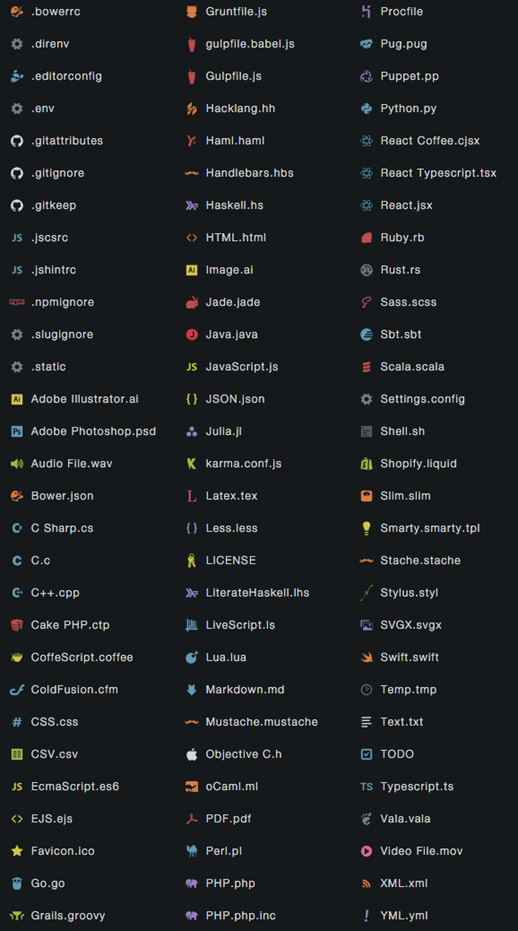 .bowerrc
.direnv
.editorconfig
.env
.gitattributes
.gitignore
.gitkeep
JS .jscsrc
JS .jshintrc
npm .npmignore
.slugignore
.static
Ai Adobe Illustrator.ai
Ps Adobe Photoshop.psd
Audio File.wav
Bower.json
C Sharp.cs
C C.c
C++.cpp
Cake PHP.ctp
CoffeScript.coffee
cf ColdFusion.cfm
# CSS.css
CSV.csv
JS EcmaScript.es6
<> EJS.ejs
Favicon.ico
Go.go
Grails.groovy
Gruntfile.js
gulpfile.babel.js
Gulpfile.js
Hacklang.hh
Haml.haml
Handlebars.hbs
Haskell.hs
<> HTML.html
Ai Image.ai
Jade.jade
J Java.java
JS JavaScript.js
{} JSON.json
Julia.jl
K karma.conf.js
L Latex.tex
{} Less.less
LICENSE
LiterateHaskell.lhs
LiveScript.ls
Lua.lua
Markdown.md
Mustache.mustache
Objective C.h
oCaml.ml
PDF.pdf
Perl.pl
PHP.php
PHP.php.inc
Procfile
Pug.pug
Puppet.pp
Python.py
React Coffee.cjsx
React Typescript.tsx
React.jsx
Ruby.rb
Rust.rs
Sass.scss
Sbt.sbt
Scala.scala
Settings.config
Shell.sh
Shopify.liquid
Slim.slim
Smarty.smarty.tpl
Stache.stache
Stylus.styl
SVGX.svgx
Swift.swift
Temp.tmp
Text.txt
TODO
TS Typescript.ts
Vala.vala
Video File.mov
XML.xml
! YML.yml